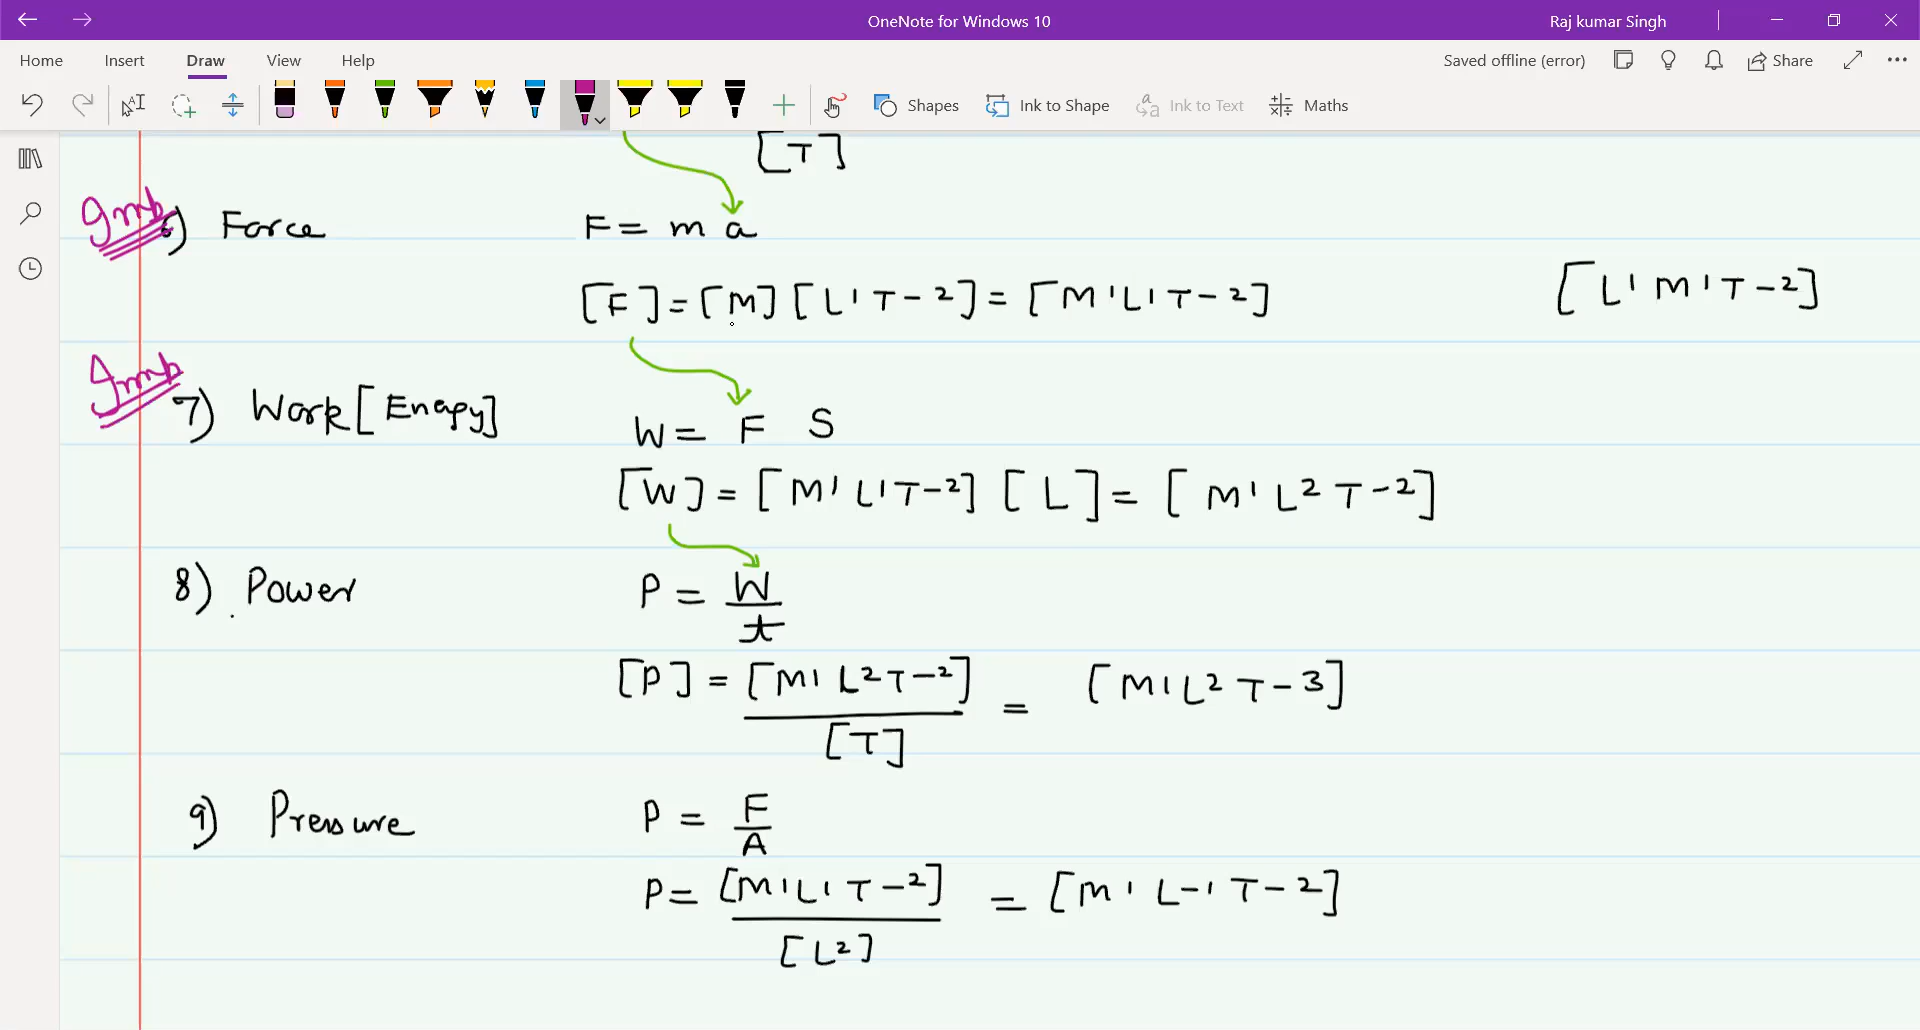 OneNote for Windows 10
Raj kumar Singh
Home Insert Draw View Help
Saved offline (error) Share
Shapes Ink to Shape Ink to Text Maths
[T]
Imb 6) Force F = m a
[F] = [M] [L¹ T-²] = [M¹ L¹ T-²] [L¹ M¹ T-²]
Imb 7) Work [Energy] W = F S
[W] = [M¹ L¹ T-²] [L] = [M¹ L² T-²]
8) Power P = W/t
[P] = [M¹ L² T-²]/[T] = [M¹ L² T-3]
9) Pressure P = F/A
P = [M¹ L¹ T-²]/[L²] = [M¹ L-¹ T-²]